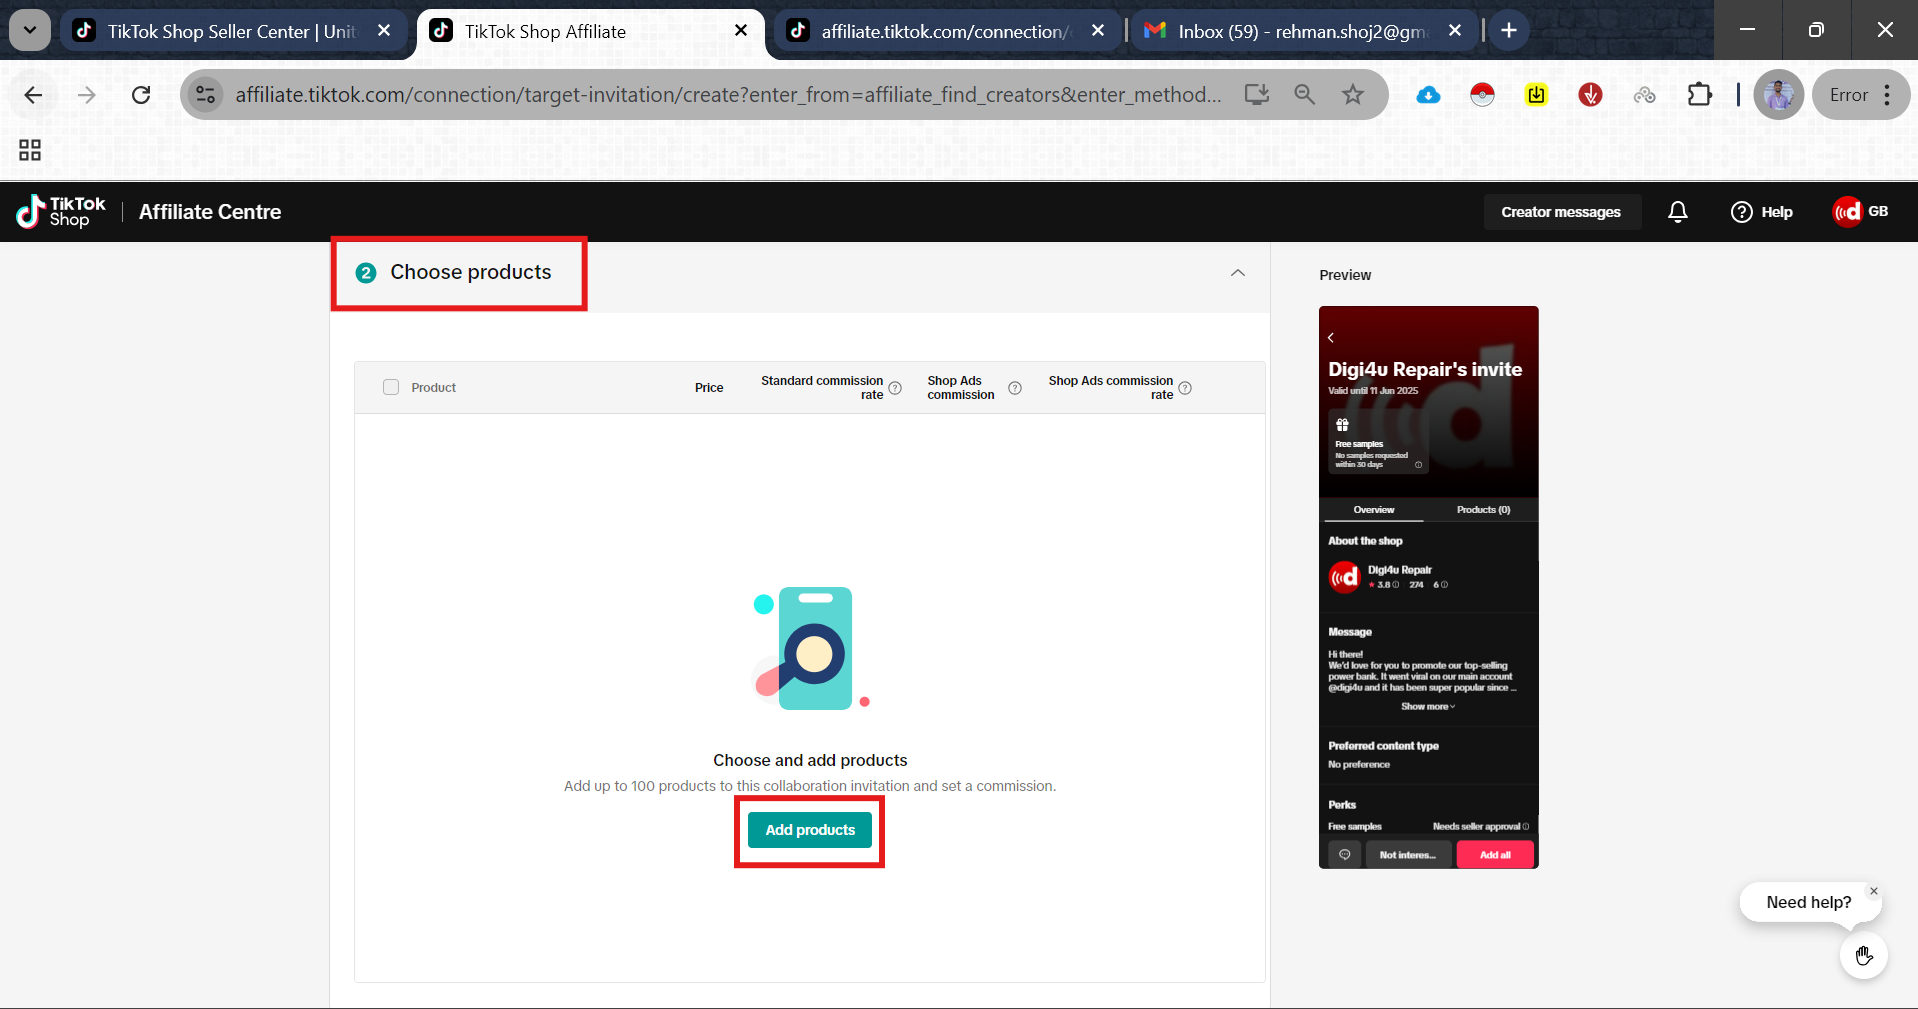 TikTok Shop Seller Center | Unit
TikTok Shop Affiliate
affiliate.tiktok.com/connection/
Inbox (59) - rehman.shoj2@gm
affiliate.tiktok.com/connection/target-invitation/create?enter_from=affiliate_find_creators&enter_method...
Error
TikTok
Shop
Affiliate Centre
Creator messages
Help
GB
2 Choose products
Product
Price
Standard commission
rate
Shop Ads
commission
Shop Ads commission
rate
Choose and add products
Add up to 100 products to this collaboration invitation and set a commission.
Add products
Preview
Digi4u Repair's invite
Valid until 11 Jun 2025
Free samples
No samples requested
within 30 days
Overview
Products (0)
About the shop
Digi4u Repair
3.8 274 6
Message
Hi there!
We'd love for you to promote our top-selling
power bank. It went viral on our main account
@digi4u and it has been super popular since ...
Show more
Preferred content type
No preference
Perks
Free samples
Needs seller approval
Not interes...
Add all
Need help?